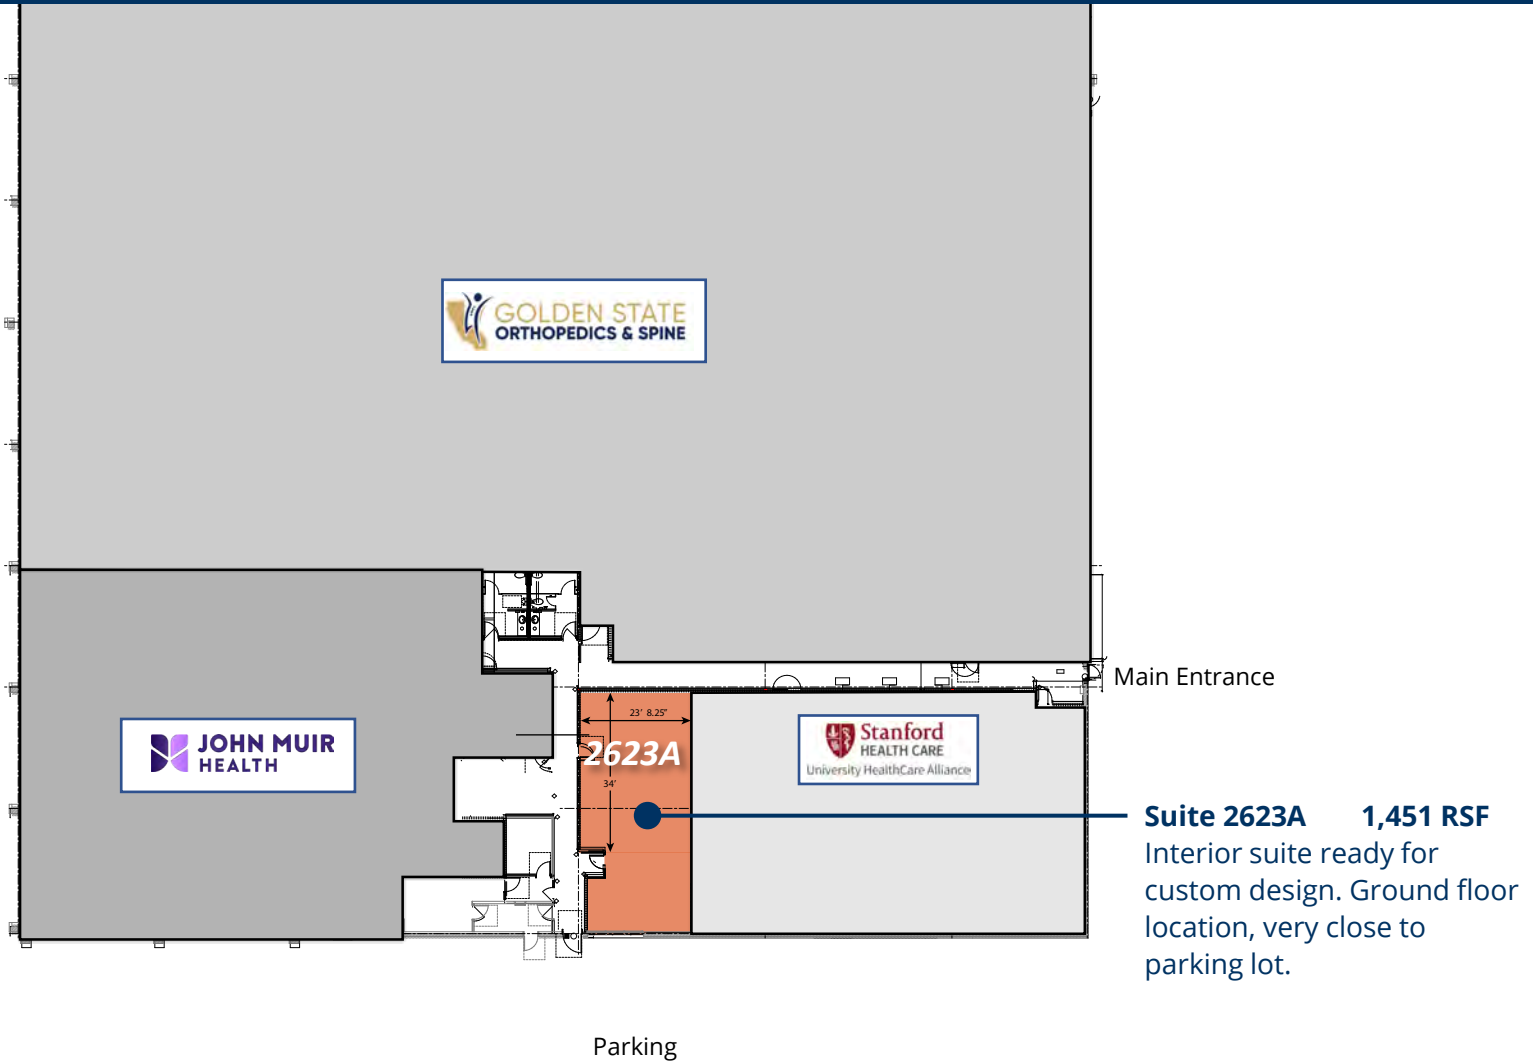 GOLDEN STATE
ORTHOPEDICS & SPINE
Main Entrance
23' 8.25"
2623A
34'
JOHN MUIR
HEALTH
Stanford
HEALTH CARE
University HealthCare Alliance
Suite 2623A 1,451 RSF
Interior suite ready for
custom design. Ground floor
location, very close to
parking lot.
Parking